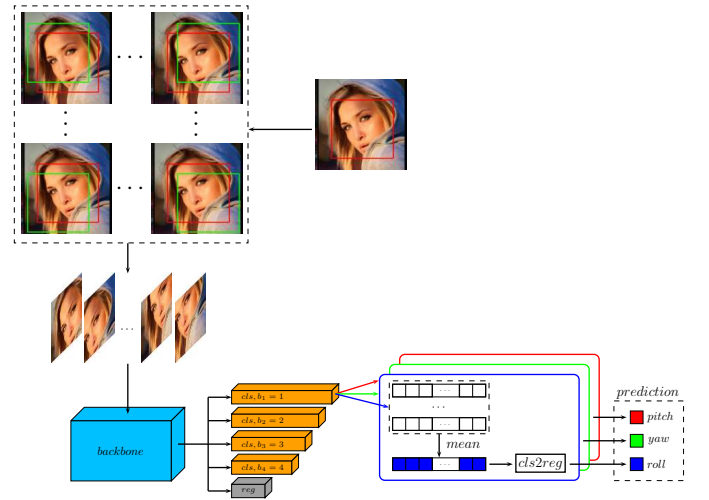 cls, b₁ = 1
cls, b₂ = 2
cls, b₃ = 3
cls, b₄ = 4
reg
backbone
mean
cls2reg
prediction
pitch
yaw
roll